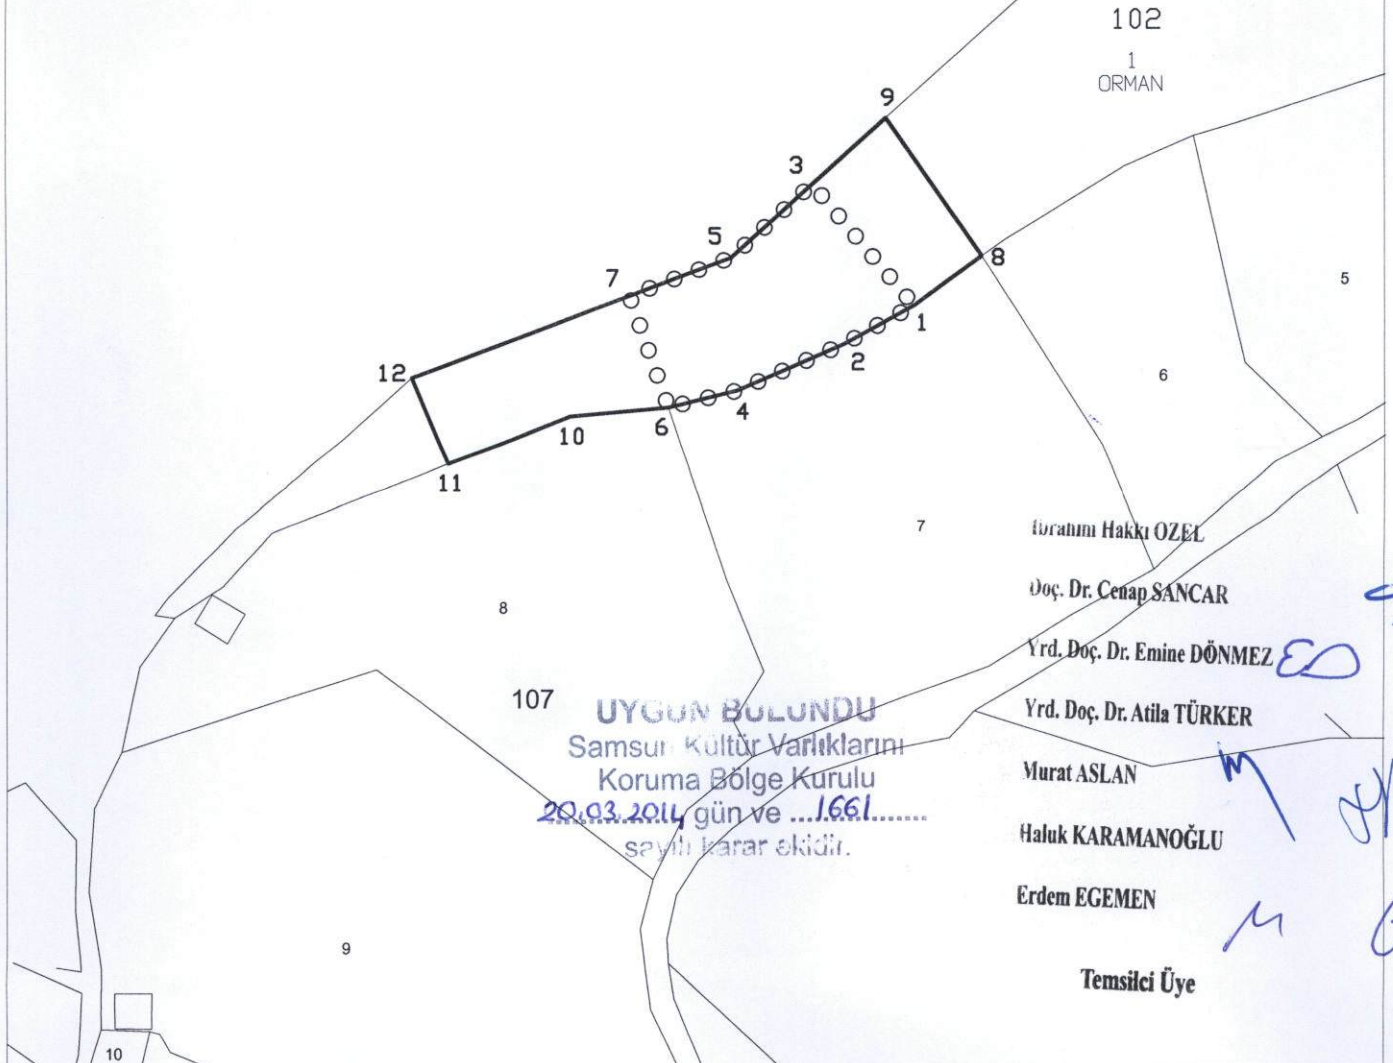 102
1
ORMAN
9
3
5
8
7
5
1
12
2
6
4
6
10
11
7
İbrahim Hakkı ÖZEL
Doç. Dr. Cenap SANCAR
8
Yrd. Doç. Dr. Emine DÖNMEZ ED
107
UYGUN BULUNDU
Samsun Kültür Varlıklarını
Koruma Bölge Kurulu
20.03.2014 gün ve ...1661.......
sayılı karar ekidir.
Yrd. Doç. Dr. Atila TÜRKER
Murat ASLAN
Haluk KARAMANOĞLU
Erdem EGEMEN
9
Temsilci Üye
10